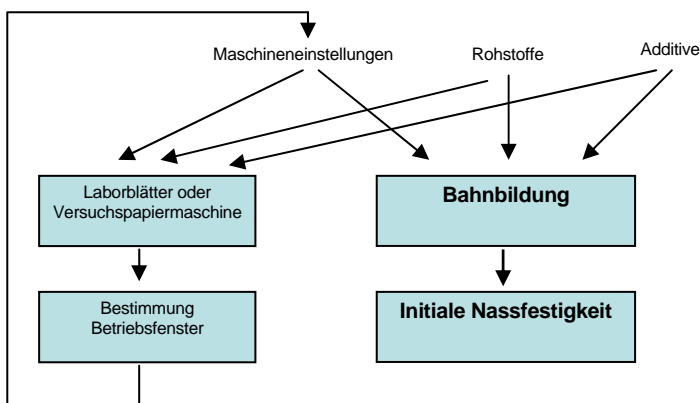 Maschineneinstellungen
Rohstoffe
Additive
Laborblätter oder
Versuchspapiermaschine
Bahnbildung
Bestimmung
Betriebsfenster
Initiale Nassfestigkeit